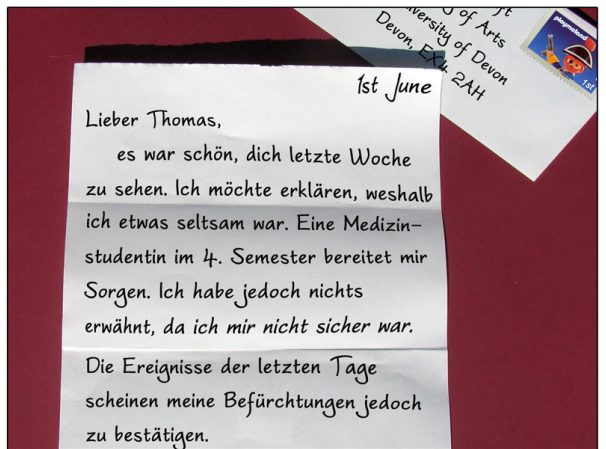 ft
y of Arts
versity of Devon
Devon, EX4 2AH
playmoland
1st
1st June
Lieber Thomas,
es war schön, dich letzte Woche
zu sehen. Ich möchte erklären, weshalb
ich etwas seltsam war. Eine Medizin-
studentin im 4. Semester bereitet mir
Sorgen. Ich habe jedoch nichts
erwähnt, da ich mir nicht sicher war.
Die Ereignisse der letzten Tage
scheinen meine Befürchtungen jedoch
zu bestätigen.